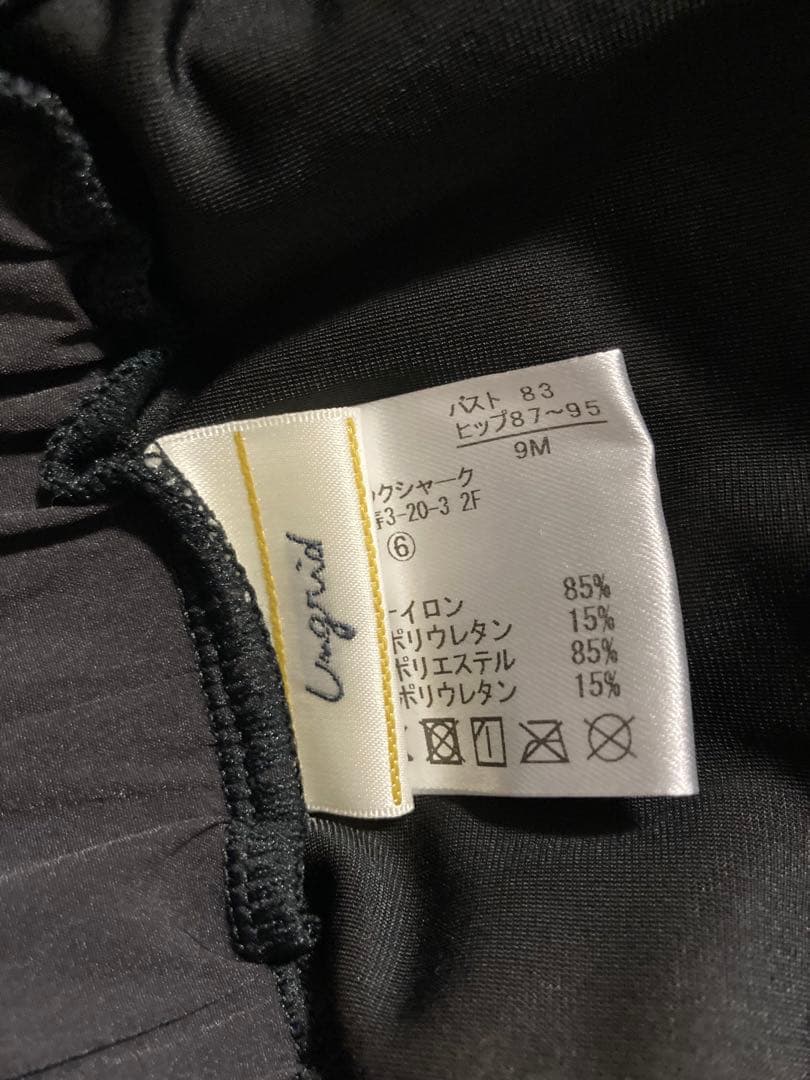 バスト 83
ヒップ87～95
9M
クシャーク
3-20-3 2F
⑥
イロン 85%
ポリウレタン 15%
ポリエステル 85%
ポリウレタン 15%
Ungrid